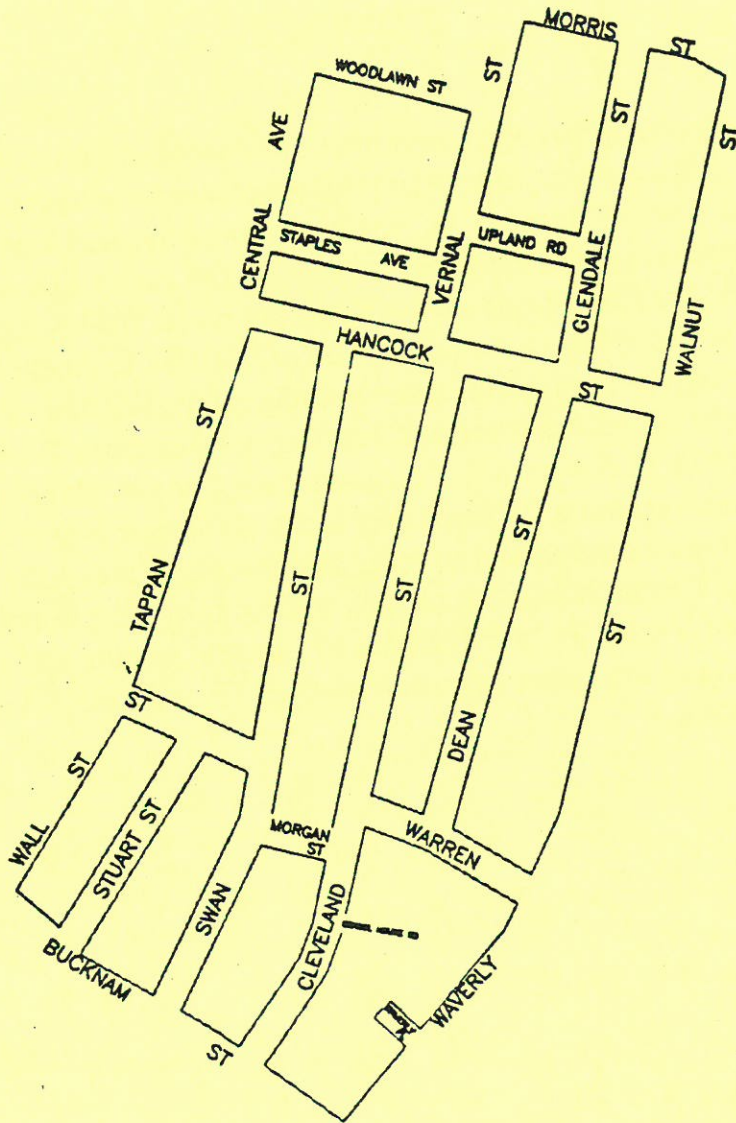 MORRIS
ST
ST
WOODLAWN ST
ST
ST
AVE
CENTRAL
STAPLES AVE
VERNAL
UPLAND RD
GLENDALE
WALNUT
HANCOCK
ST
ST
ST
ST
ST
ST
TAPPAN
ST
DEAN
ST
WALL
STUART ST
MORGAN
ST
WARREN
SWAN
CLEVELAND
BUCKNAM
WAVERLY
ST